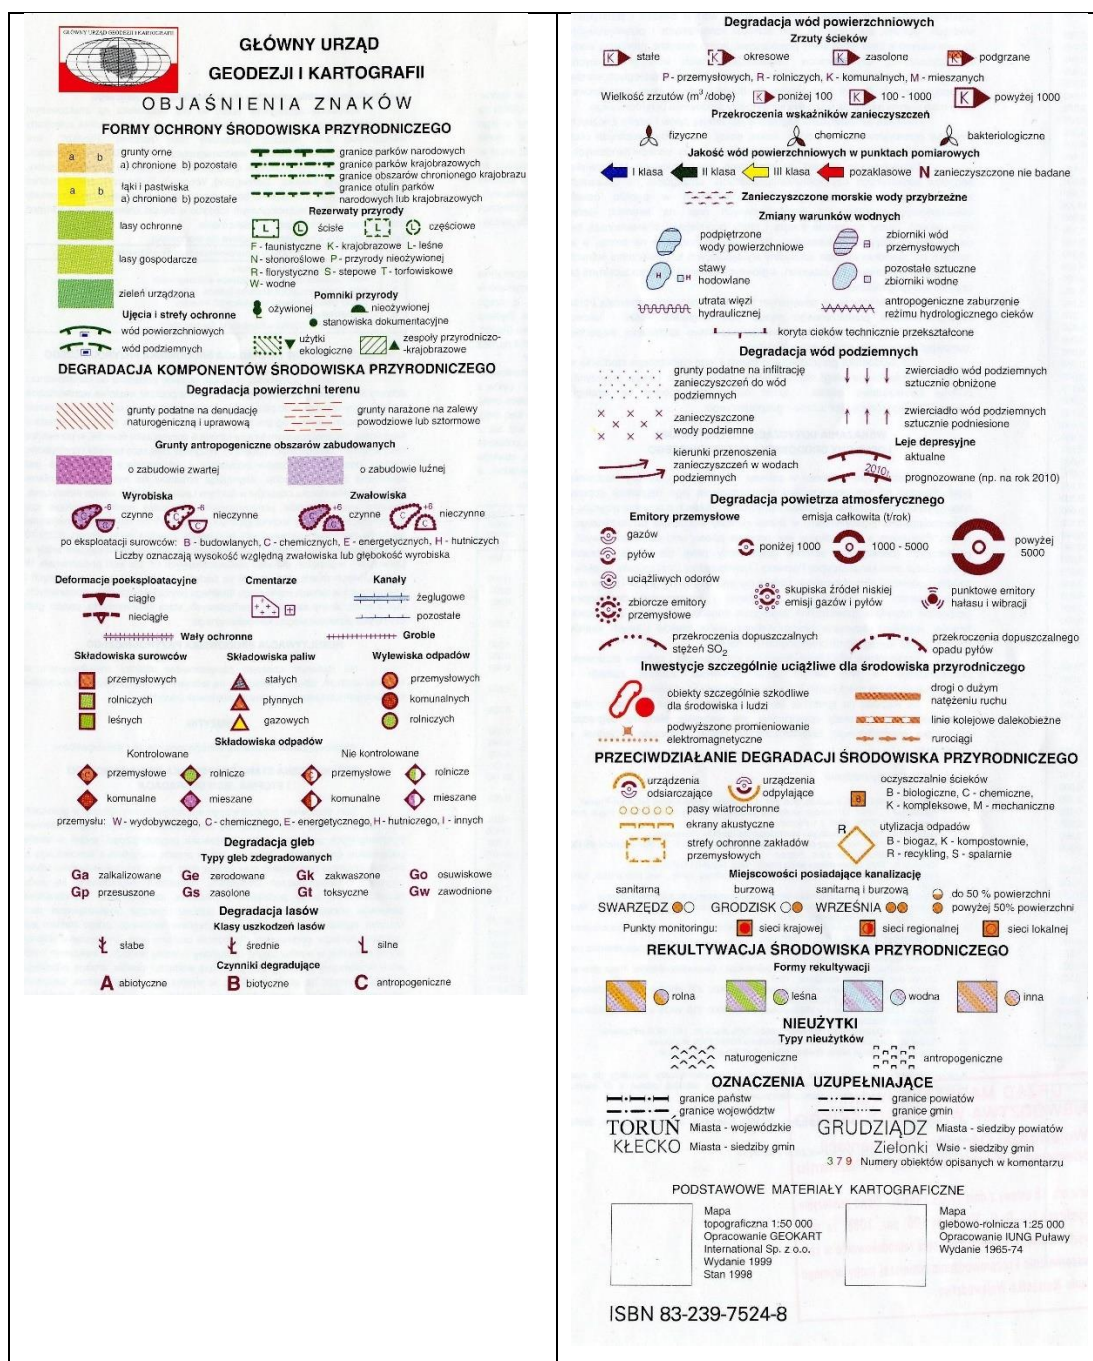 GŁÓWNY URZĄD GEODEZJI I KARTOGRAFII
GŁÓWNY URZĄD
GEODEZJI I KARTOGRAFII
OBJAŚNIENIA ZNAKÓW
FORMY OCHRONY ŚRODOWISKA PRZYRODNICZEGO
a b grunty orne
a) chronione b) pozostałe
a b łąki i pastwiska
a) chronione b) pozostałe
lasy ochronne
lasy gospodarcze
zieleń urządzona
Ujęcia i strefy ochronne
wód powierzchniowych
wód podziemnych
granice parków narodowych
granice parków krajobrazowych
granice obszarów chronionego krajobrazu
granice otulin parków
narodowych lub krajobrazowych
Rezerwaty przyrody
L L ścisłe L L częściowe
F - faunistyczne K - krajobrazowe L - leśne
N - słonoroślowe P - przyrody nieożywionej
R - florystyczne S - stepowe T - torfowiskowe
W - wodne
Pomniki przyrody
ożywionej nieożywionej
stanowiska dokumentacyjne
użytki
ekologiczne
zespoły przyrodniczo-
-krajobrazowe
DEGRADACJA KOMPONENTÓW ŚRODOWISKA PRZYRODNICZEGO
Degradacja powierzchni terenu
grunty podatne na denudację
naturogeniczną i uprawową
grunty narażone na zalewy
powodziowe lub sztormowe
Grunty antropogeniczne obszarów zabudowanych
o zabudowie zwartej o zabudowie luźnej
Wyrobiska Zwałowiska
C -6 C czynne C -6 C nieczynne C +6 C czynne C +6 C nieczynne
po eksploatacji surowców: B - budowlanych, C - chemicznych, E - energetycznych, H - hutniczych
Liczby oznaczają wysokość względną zwałowiska lub głębokość wyrobiska
Deformacje poeksploatacyjne Cmentarze Kanały
ciągłe żeglugowe
nieciągłe pozostałe
Wały ochronne Groble
Składowiska surowców Składowiska paliw Wylewiska odpadów
przemysłowych stałych przemysłowych
rolniczych płynnych komunalnych
leśnych gazowych rolniczych
Składowiska odpadów
Kontrolowane Nie kontrolowane
przemysłowe rolnicze przemysłowe rolnicze
komunalne mieszane komunalne mieszane
przemysłu: W - wydobywczego, C - chemicznego, E - energetycznego, H - hutniczego, I - innych
Degradacja gleb
Typy gleb zdegradowanych
Ga zalkalizowane Ge zerodowane Gk zakwaszone Go osuwiskowe
Gp przesuszone Gs zasolone Gt toksyczne Gw zawodnione
Degradacja lasów
Klasy uszkodzeń lasów
słabe średnie silne
Czynniki degradujące
A abiotyczne B biotyczne C antropogeniczne
Degradacja wód powierzchniowych
Zrzuty ścieków
K stałe K okresowe K zasolone K podgrzane
P - przemysłowych, R - rolniczych, K - komunalnych, M - mieszanych
Wielkość zrzutów (m³/dobę) K poniżej 100 K 100 - 1000 K powyżej 1000
Przekroczenia wskaźników zanieczyszczeń
fizyczne chemiczne bakteriologiczne
Jakość wód powierzchniowych w punktach pomiarowych
I klasa II klasa III klasa pozaklasowe N zanieczyszczone nie badane
Zanieczyszczone morskie wody przybrzeżne
Zmiany warunków wodnych
podpiętrzone
wody powierzchniowe
zbiorniki wód
przemysłowych
H H stawy
hodowlane
pozostałe sztuczne
zbiorniki wodne
utrata więzi
hydraulicznej
antropogeniczne zaburzenie
reżimu hydrologicznego cieków
koryta cieków technicznie przekształcone
Degradacja wód podziemnych
grunty podatne na infiltrację
zanieczyszczeń do wód
podziemnych
zwierciadło wód podziemnych
sztucznie obniżone
zanieczyszczone
wody podziemne
zwierciadło wód podziemnych
sztucznie podniesione
kierunki przenoszenia
zanieczyszczeń w wodach
podziemnych
Leje depresyjne
aktualne
2010r. prognozowane (np. na rok 2010)
Degradacja powietrza atmosferycznego
Emitory przemysłowe emisja całkowita (t/rok)
gazów
pyłów
uciążliwych odorów
zbiorcze emitory
przemysłowe
poniżej 1000 1000 - 5000 powyżej
5000
skupiska źródeł niskiej
emisji gazów i pyłów
punktowe emitory
hałasu i wibracji
przekroczenia dopuszczalnych
stężeń SO₂
przekroczenia dopuszczalnego
opadu pyłów
Inwestycje szczególnie uciążliwe dla środowiska przyrodniczego
obiekty szczególnie szkodliwe
dla środowiska i ludzi
podwyższone promieniowanie
elektromagnetyczne
drogi o dużym
natężeniu ruchu
linie kolejowe dalekobieżne
rurociągi
PRZECIWDZIAŁANIE DEGRADACJI ŚRODOWISKA PRZYRODNICZEGO
urządzenia
odsiarczające
urządzenia
odpylające
pasy wiatrochronne
ekrany akustyczne
strefy ochronne zakładów
przemysłowych
a oczyszczalnie ścieków
B - biologiczne, C - chemiczne,
K - kompleksowe, M - mechaniczne
R utylizacja odpadów
B - biogaz, K - kompostownie,
R - recykling, S - spalarnie
Miejscowości posiadające kanalizację
sanitarną burzową sanitarną i burzową
SWARZĘDZ GRODZISK WRZEŚNIA
do 50 % powierzchni
powyżej 50% powierzchni
Punkty monitoringu: sieci krajowej sieci regionalnej sieci lokalnej
REKULTYWACJA ŚRODOWISKA PRZYRODNICZEGO
Formy rekultywacji
rolna leśna wodna inna
NIEUŻYTKI
Typy nieużytków
naturogeniczne antropogeniczne
OZNACZENIA UZUPEŁNIAJĄCE
granice państw granice powiatów
granice województw granice gmin
TORUŃ Miasta - wojewódzkie GRUDZIĄDZ Miasta - siedziby powiatów
KŁECKO Miasta - siedziby gmin Zielonki Wsie - siedziby gmin
3 7 9 Numery obiektów opisanych w komentarzu
PODSTAWOWE MATERIAŁY KARTOGRAFICZNE
Mapa
topograficzna 1:50 000
Opracowanie GEOKART
International Sp. z o.o.
Wydanie 1999
Stan 1998
Mapa
glebowo-rolnicza 1:25 000
Opracowanie IUNG Puławy
Wydanie 1965-74
ISBN 83-239-7524-8